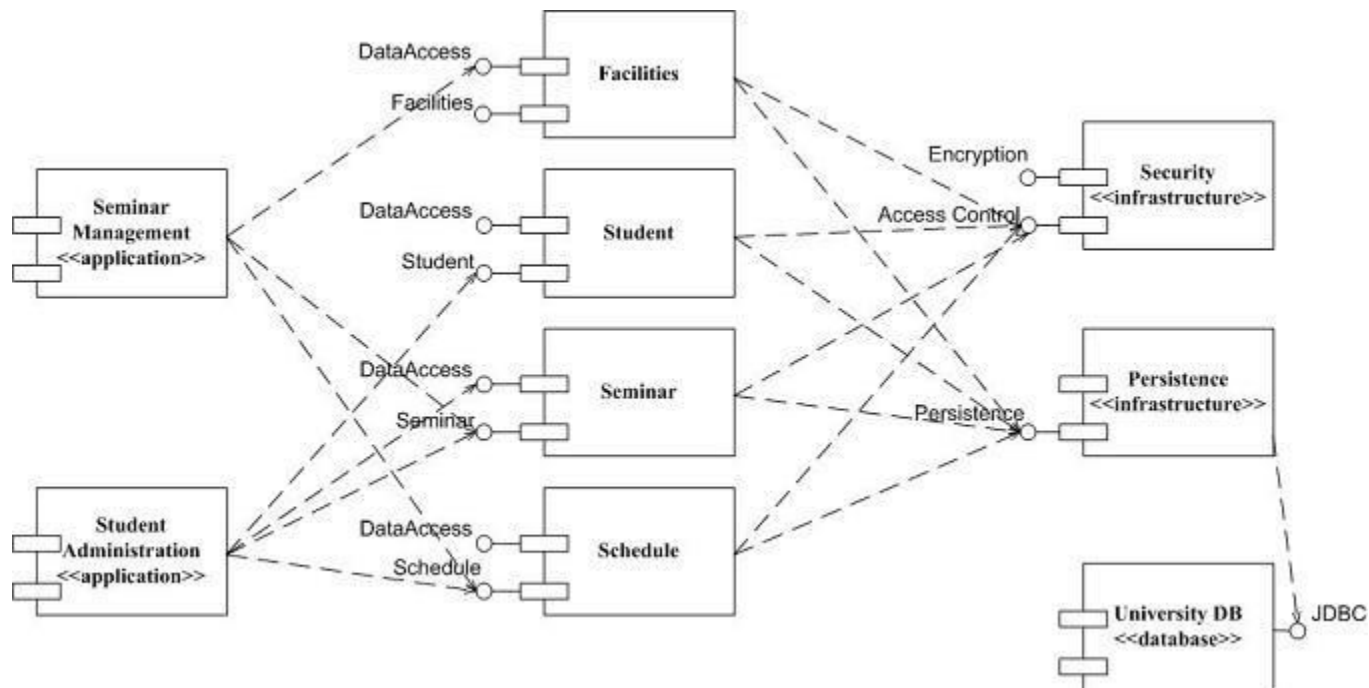 DataAccess
Facilities
Facilities
Encryption
Security
<<infrastructure>>
Access Control
Seminar
Management
<<application>>
DataAccess
Student
Student
DataAccess
Seminar
Seminar
Persistence
<<infrastructure>>
Persistence
Student
Administration
<<application>>
DataAccess
Schedule
Schedule
University DB
<<database>>
JDBC